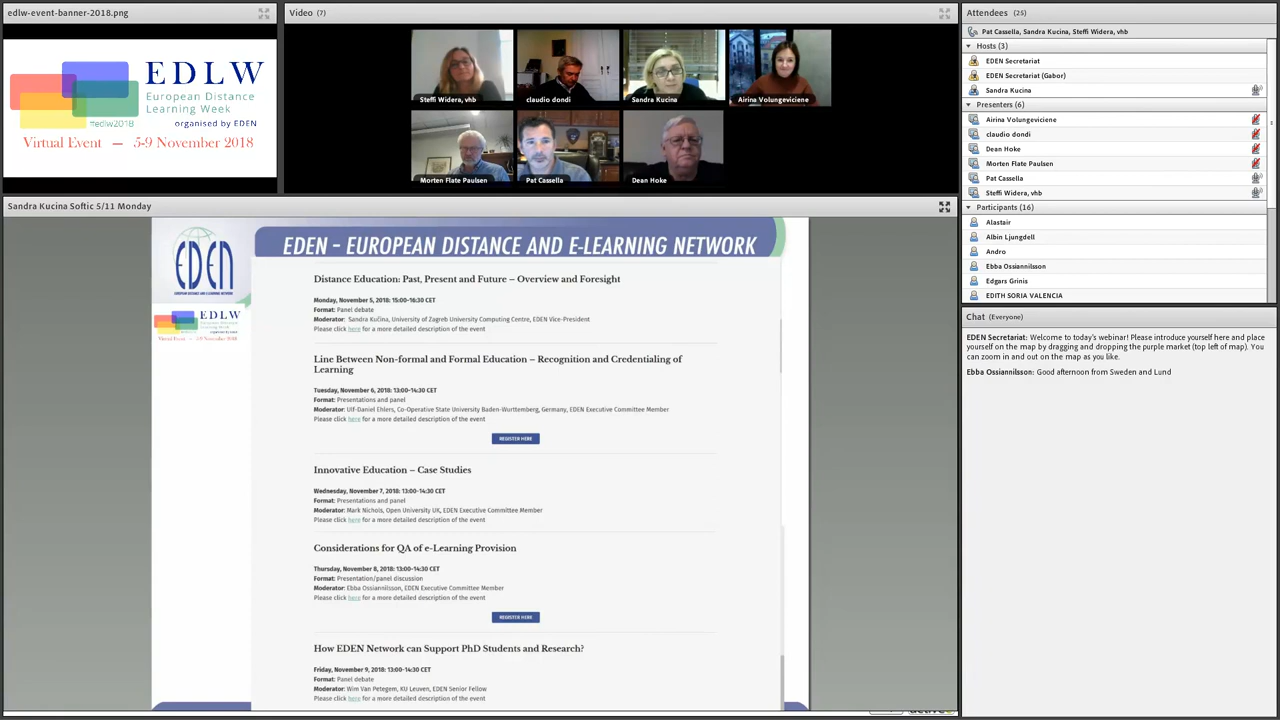 edlw-event-banner-2018.png
EDLW
European Distance
Learning Week
#edlw2018
organised by EDEN
Virtual Event — 5-9 November 2018
Video (7)
Steffi Widera, vhb
claudio dondi
Sandra Kucina
Airina Volungeviciene
Morten Flate Paulsen
Pat Cassella
Dean Hoke
Sandra Kucina Softic 5/11 Monday
EDEN
EUROPEAN DISTANCE AND E-LEARNING NETWORK
EDLW
Virtual Event — 5-9 November 2018
EDEN - EUROPEAN DISTANCE AND E-LEARNING NETWORK
Distance Education: Past, Present and Future – Overview and Foresight
Monday, November 5, 2018: 15:00-16:30 CET
Format: Panel debate
Moderator: Sandra Kučina, University of Zagreb University Computing Centre, EDEN Vice-President
Please click here for a more detailed description of the event
Line Between Non-formal and Formal Education – Recognition and Credentialing of
Learning
Tuesday, November 6, 2018: 13:00-14:30 CET
Format: Presentations and panel
Moderator: Ulf-Daniel Ehlers, Co-Operative State University Baden-Wurttemberg, Germany, EDEN Executive Committee Member
Please click here for a more detailed description of the event
REGISTER HERE
Innovative Education – Case Studies
Wednesday, November 7, 2018: 13:00-14:30 CET
Format: Presentations and panel
Moderator: Mark Nichols, Open University UK, EDEN Executive Committee Member
Please click here for a more detailed description of the event
Considerations for QA of e-Learning Provision
Thursday, November 8, 2018: 13:00-14:30 CET
Format: Presentation/panel discussion
Moderator: Ebba Ossiannilsson, EDEN Executive Committee Member
Please click here for a more detailed description of the event
REGISTER HERE
How EDEN Network can Support PhD Students and Research?
Friday, November 9, 2018: 13:00-14:30 CET
Format: Panel debate
Moderator: Wim Van Petegem, KU Leuven, EDEN Senior Fellow
Please click here for a more detailed description of the event
Attendees (25)
Pat Cassella, Sandra Kucina, Steffi Widera, vhb
Hosts (3)
EDEN Secretariat
EDEN Secretariat (Gabor)
Sandra Kucina
Presenters (6)
Airina Volungeviciene
claudio dondi
Dean Hoke
Morten Flate Paulsen
Pat Cassella
Steffi Widera, vhb
Participants (16)
Alastair
Albin Ljungdell
Andro
Ebba Ossiannilsson
Edgars Grinis
EDITH SORIA VALENCIA
Chat (Everyone)
EDEN Secretariat: Welcome to today's webinar! Please introduce yourself here and place
yourself on the map by dragging and dropping the purple market (top left of map). You
can zoom in and out on the map as you like.
Ebba Ossiannilsson: Good afternoon from Sweden and Lund